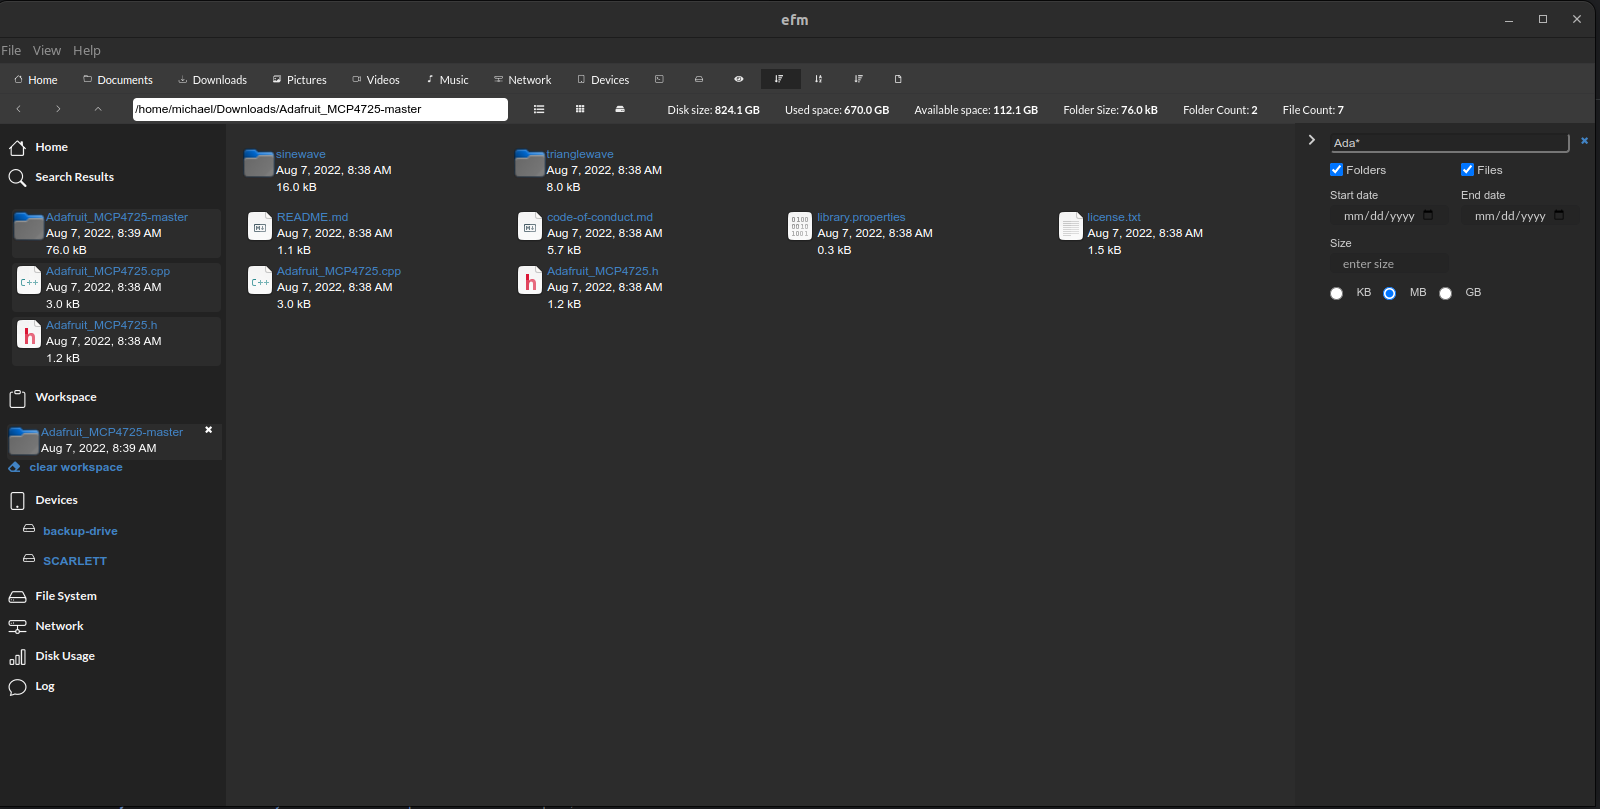 efm
File View Help
Home Documents Downloads Pictures Videos Music Network Devices
/home/michael/Downloads/Adafruit_MCP4725-master Disk size: 824.1 GB Used space: 670.0 GB Available space: 112.1 GB Folder Size: 76.0 kB Folder Count: 2 File Count: 7
Home
Search Results
Adafruit_MCP4725-master
Aug 7, 2022, 8:39 AM
76.0 kB
Adafruit_MCP4725.cpp
Aug 7, 2022, 8:38 AM
3.0 kB
Adafruit_MCP4725.h
Aug 7, 2022, 8:38 AM
1.2 kB
Workspace
Adafruit_MCP4725-master
Aug 7, 2022, 8:39 AM
clear workspace
Devices
backup-drive
SCARLETT
File System
Network
Disk Usage
Log
sinewave
Aug 7, 2022, 8:38 AM
16.0 kB
trianglewave
Aug 7, 2022, 8:38 AM
8.0 kB
README.md
Aug 7, 2022, 8:38 AM
1.1 kB
code-of-conduct.md
Aug 7, 2022, 8:38 AM
5.7 kB
library.properties
Aug 7, 2022, 8:38 AM
0.3 kB
license.txt
Aug 7, 2022, 8:38 AM
1.5 kB
Adafruit_MCP4725.cpp
Aug 7, 2022, 8:38 AM
3.0 kB
Adafruit_MCP4725.h
Aug 7, 2022, 8:38 AM
1.2 kB
Ada*
Folders Files
Start date End date
mm/dd/yyyy mm/dd/yyyy
Size
enter size
KB MB GB